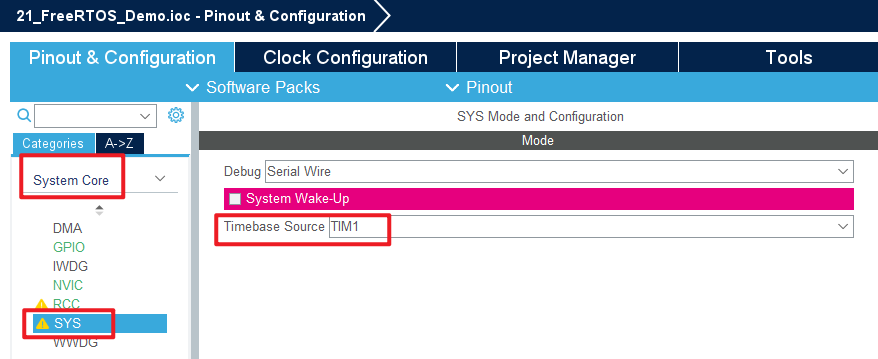 21_FreeRTOS_Demo.ioc - Pinout & Configuration
Pinout & Configuration Clock Configuration Project Manager Tools
Software Packs Pinout
SYS Mode and Configuration
Mode
Categories A->Z
System Core
DMA
GPIO
IWDG
NVIC
RCC
SYS
WWDG
Debug Serial Wire
System Wake-Up
Timebase Source TIM1